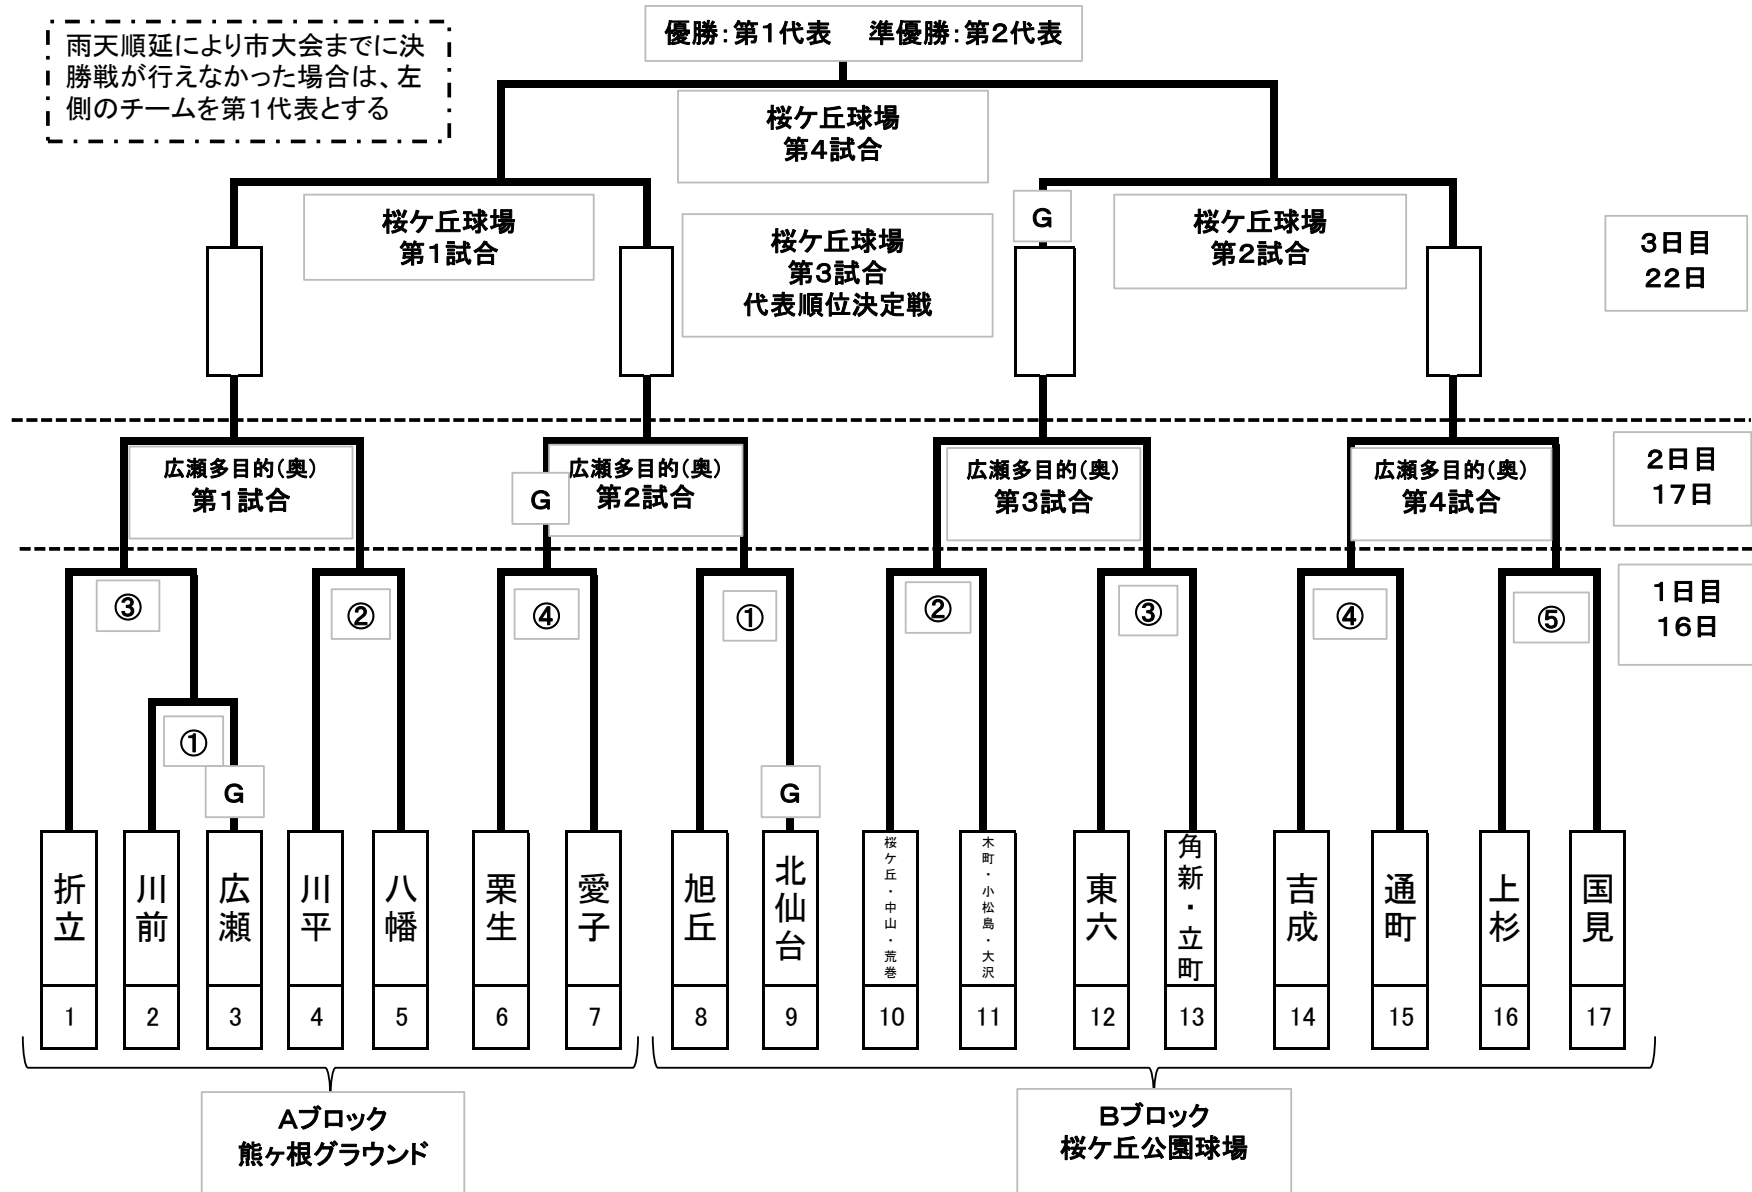 雨天順延により市大会までに決
勝戦が行えなかった場合は、左
側のチームを第1代表とする
優勝:第1代表　準優勝:第2代表
桜ケ丘球場
第4試合
桜ケ丘球場
第1試合
桜ケ丘球場
第3試合
代表順位決定戦
G
桜ケ丘球場
第2試合
3日目
22日
広瀬多目的(奥)
第1試合
G
広瀬多目的(奥)
第2試合
広瀬多目的(奥)
第3試合
広瀬多目的(奥)
第4試合
2日目
17日
③
②
④
①
②
③
④
⑤
1日目
16日
①
G
G
折立
川前
広瀬
川平
八幡
栗生
愛子
旭丘
北仙台
桜ケ丘・中山・荒巻
木町・小松島・大沢
東六
角新・立町
吉成
通町
上杉
国見
1
2
3
4
5
6
7
8
9
10
11
12
13
14
15
16
17
Aブロック
熊ヶ根グラウンド
Bブロック
桜ケ丘公園球場